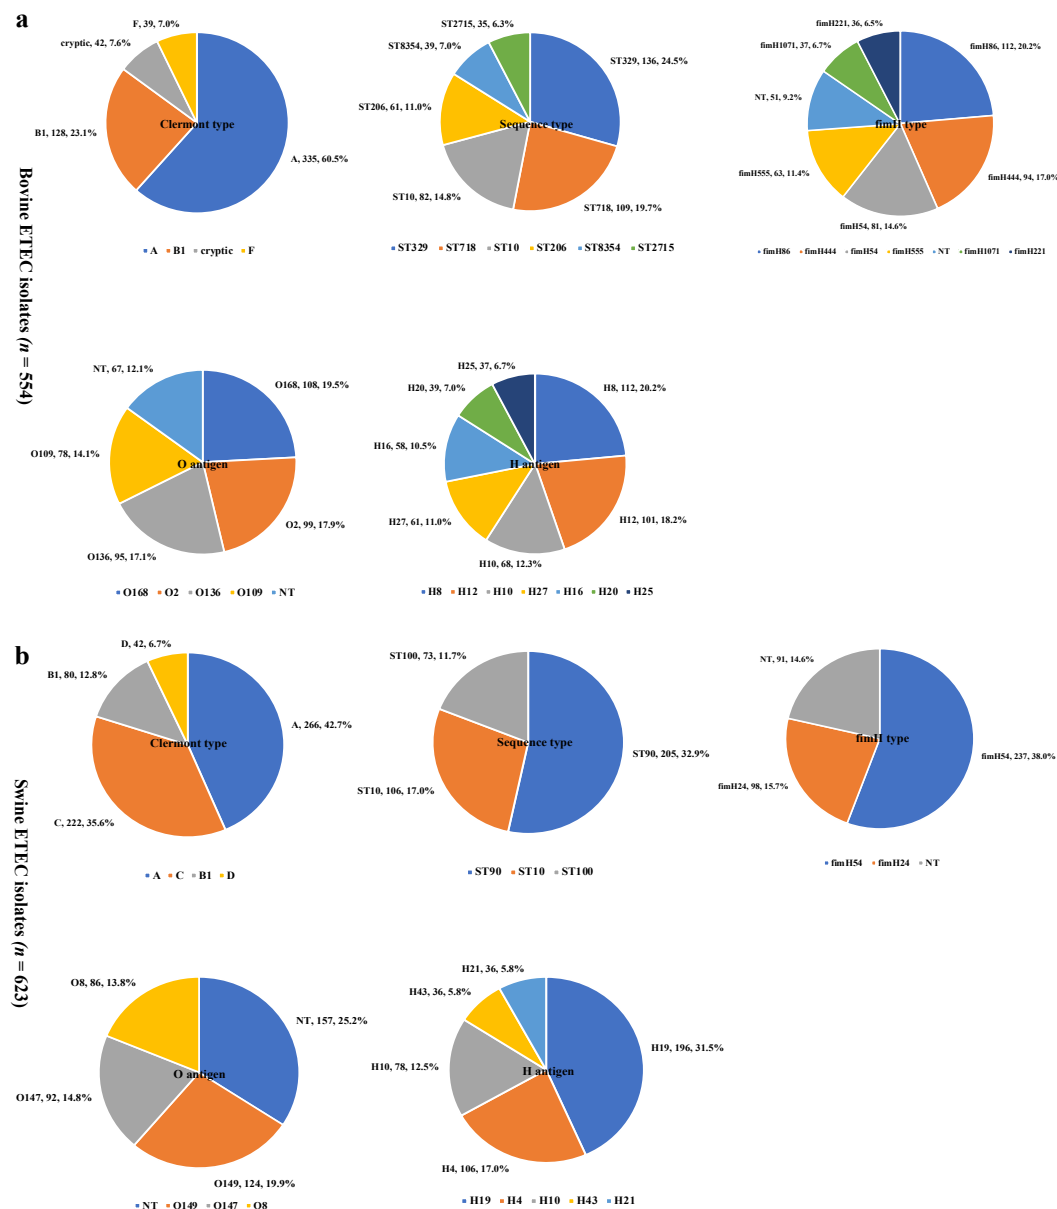 a
Bovine ETEC isolates (n = 554)
F, 39, 7.0%
cryptic, 42, 7.6%
B1, 128, 23.1%
Clermont type
A, 335, 60.5%
A B1 cryptic F
ST2715, 35, 6.3%
ST8354, 39, 7.0%
ST329, 136, 24.5%
ST206, 61, 11.0%
Sequence type
ST10, 82, 14.8%
ST718, 109, 19.7%
ST329 ST718 ST10 ST206 ST8354 ST2715
fimH221, 36, 6.5%
fimH1071, 37, 6.7%
fimH86, 112, 20.2%
NT, 51, 9.2%
fimH type
fimH555, 63, 11.4%
fimH444, 94, 17.0%
fimH54, 81, 14.6%
fimH86 fimH444 fimH54 fimH555 NT fimH1071 fimH221
NT, 67, 12.1%
O168, 108, 19.5%
O109, 78, 14.1%
O antigen
O2, 99, 17.9%
O136, 95, 17.1%
O168 O2 O136 O109 NT
H25, 37, 6.7%
H20, 39, 7.0%
H8, 112, 20.2%
H16, 58, 10.5%
H antigen
H27, 61, 11.0%
H12, 101, 18.2%
H10, 68, 12.3%
H8 H12 H10 H27 H16 H20 H25
b
Swine ETEC isolates (n = 623)
D, 42, 6.7%
B1, 80, 12.8%
A, 266, 42.7%
Clermont type
C, 222, 35.6%
A C B1 D
ST100, 73, 11.7%
Sequence type
ST90, 205, 32.9%
ST10, 106, 17.0%
ST90 ST10 ST100
NT, 91, 14.6%
fimH type
fimH54, 237, 38.0%
fimH24, 98, 15.7%
fimH54 fimH24 NT
O8, 86, 13.8%
NT, 157, 25.2%
O antigen
O147, 92, 14.8%
O149, 124, 19.9%
NT O149 O147 O8
H21, 36, 5.8%
H43, 36, 5.8%
H19, 196, 31.5%
H10, 78, 12.5%
H antigen
H4, 106, 17.0%
H19 H4 H10 H43 H21